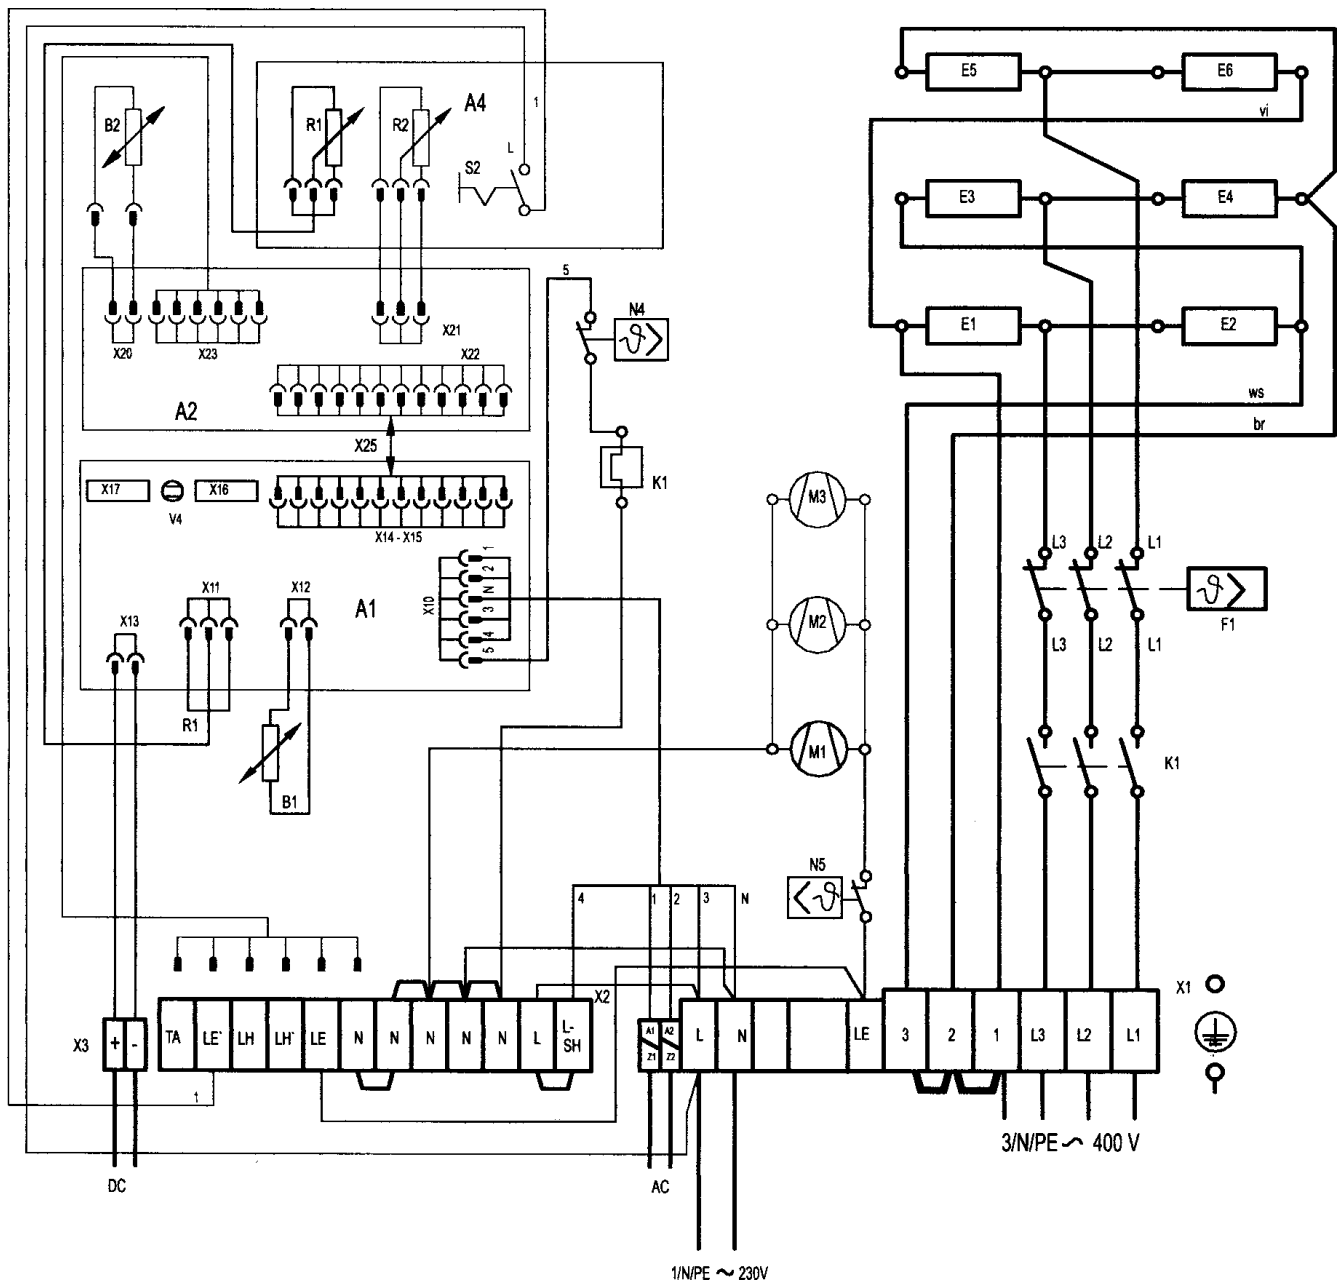 E5
E6
vi
B2
R1
R2
A4
1
S2
L
E3
E4
5
N4
X20
X23
X21
X22
A2
E1
E2
ws
br
X25
X17
X16
V4
K1
X14 - X15
M3
X10
1
2
N
3
4
5
X13
X11
X12
A1
M2
L3
L2
L1
F1
L3
L2
L1
R1
B1
M1
K1
N5
4
1
2
3
N
X2
X1
X3
+
-
TA
LE`
LH
LH`
LE
N
N
N
N
N
L
L-SH
A1
Z1
A2
Z2
L
N
LE
3
2
1
L3
L2
L1
1
3/N/PE ~ 400 V
DC
AC
1/N/PE ~ 230V